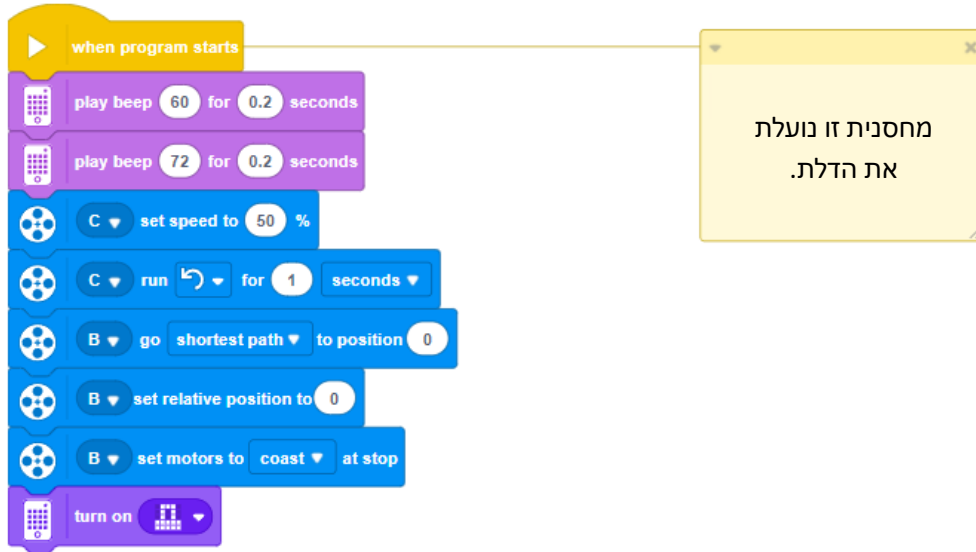 when program starts
play beep 60 for 0.2 seconds
play beep 72 for 0.2 seconds
C set speed to 50 %
C run for 1 seconds
B go shortest path to position 0
B set relative position to 0
B set motors to coast at stop
turn on
מחסנית זו נועלת
את הדלת.